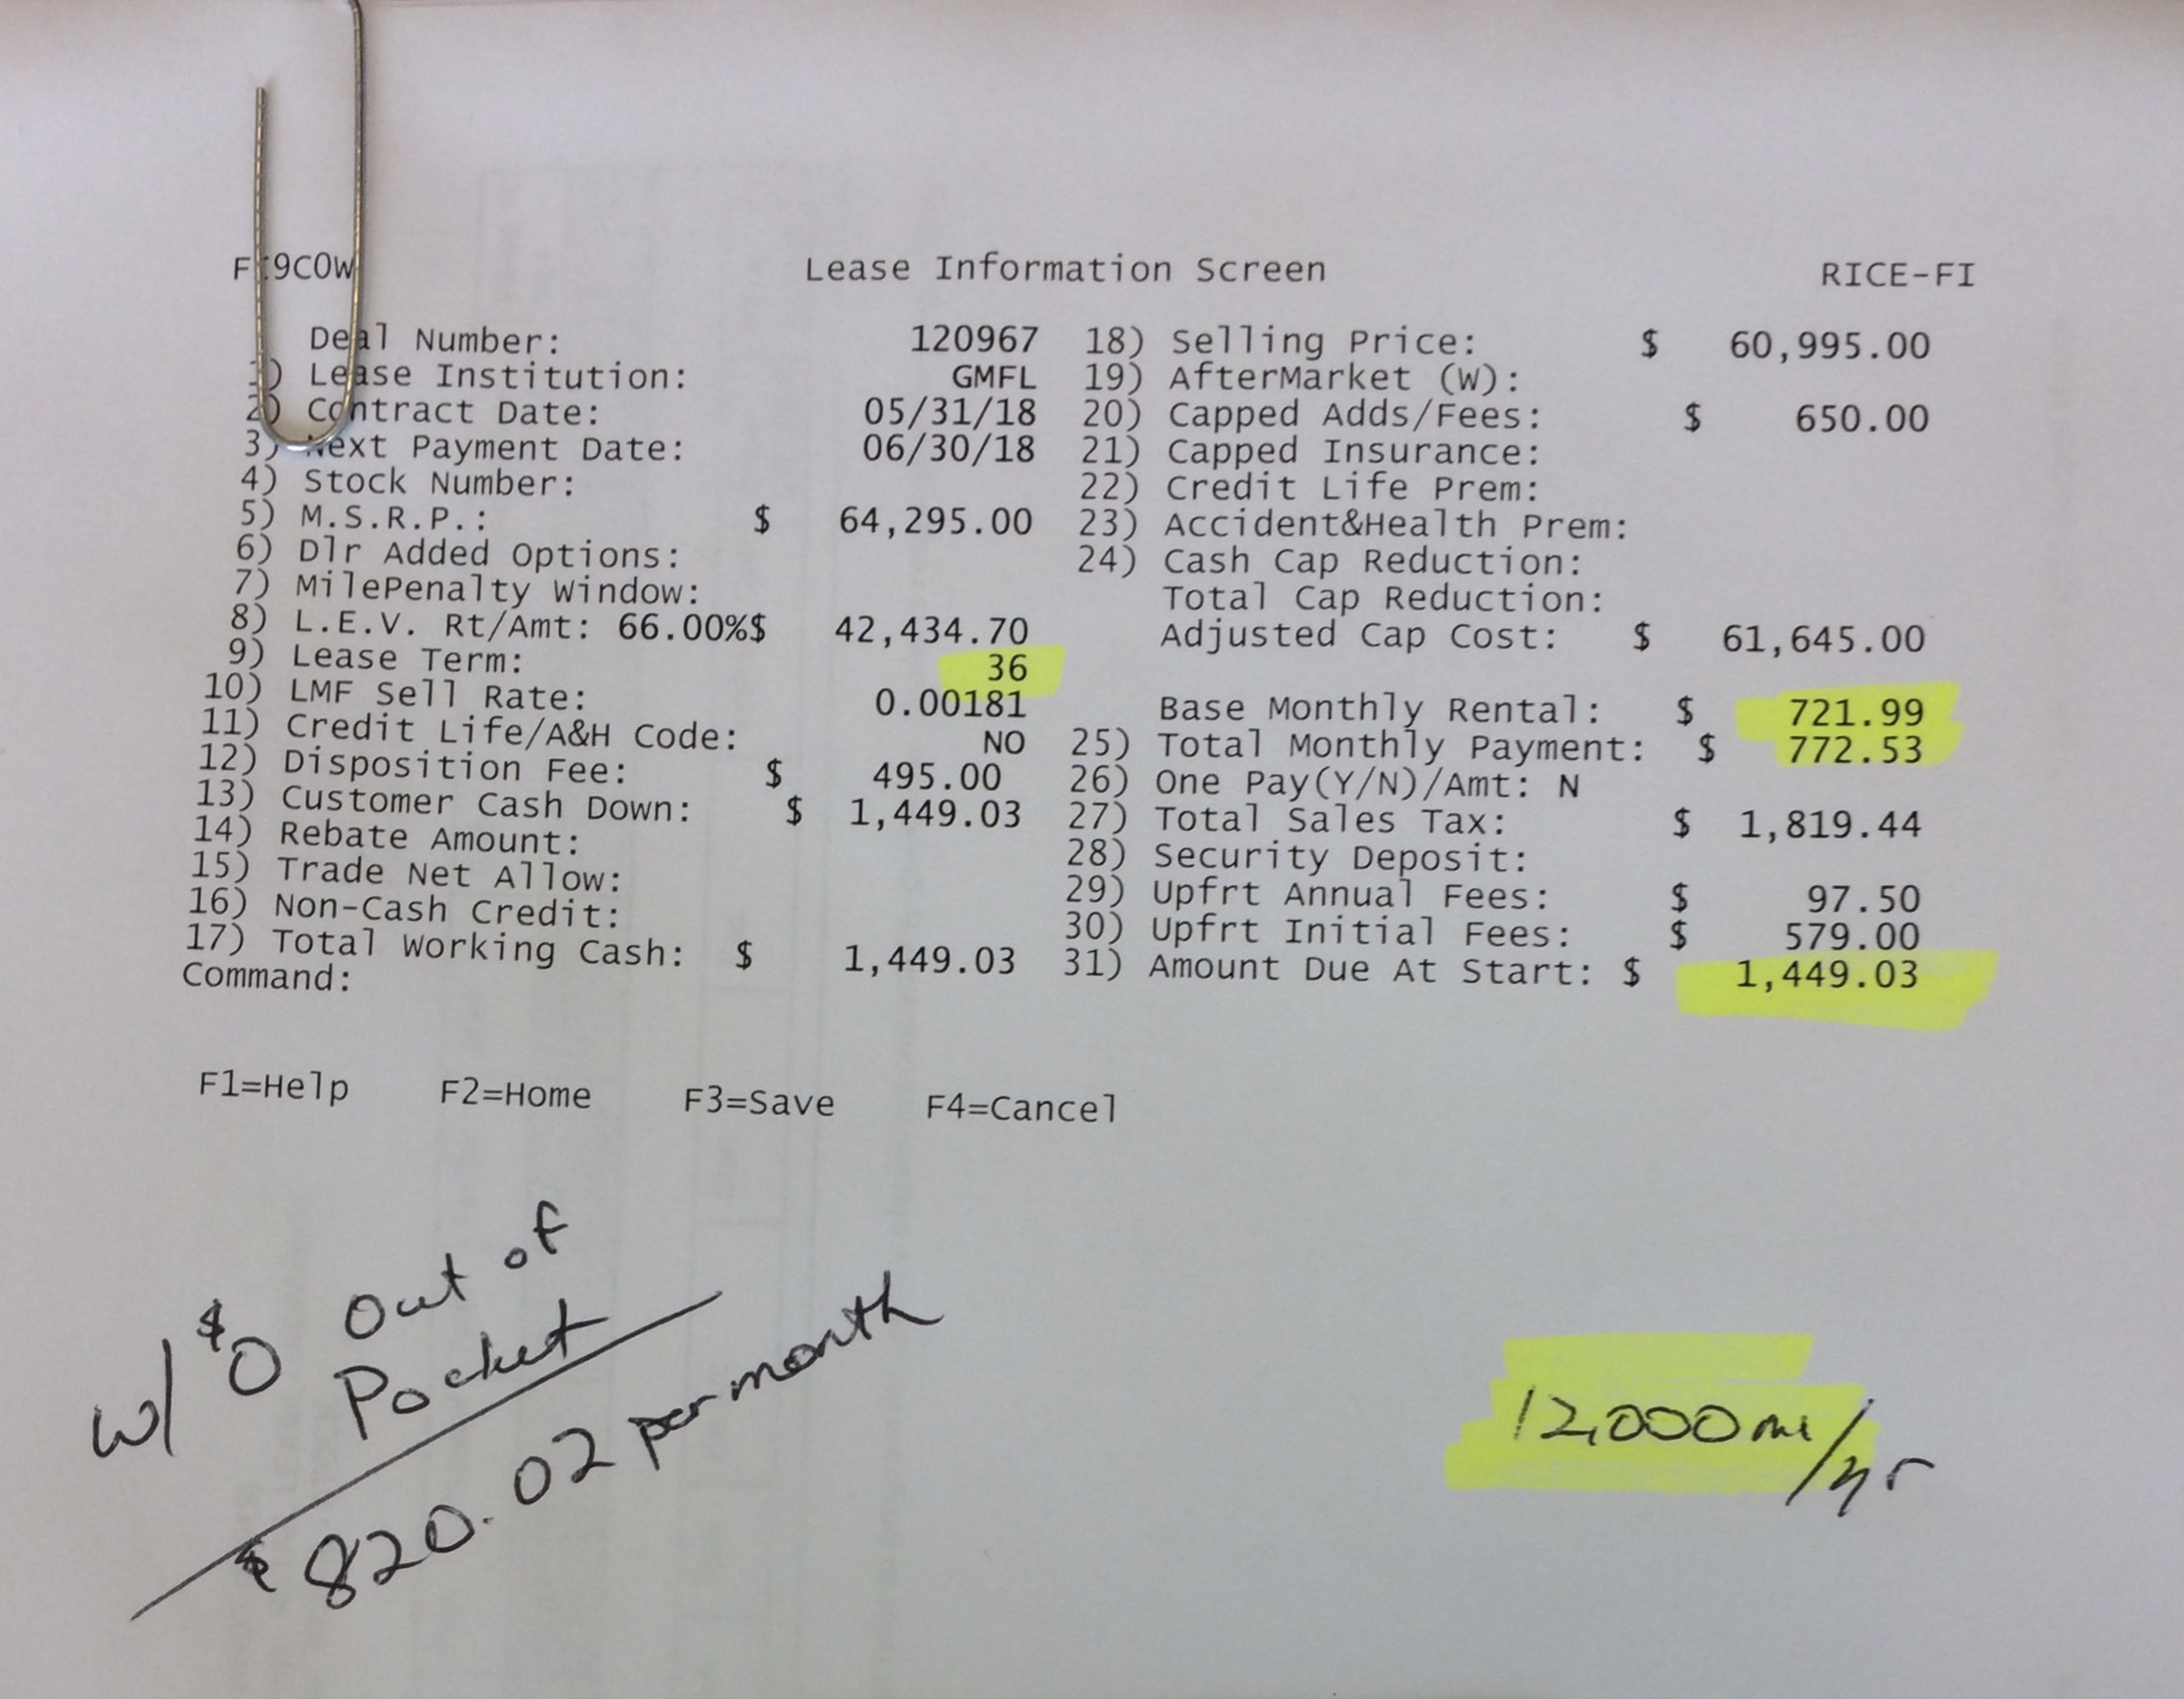 F 9COW Lease Information Screen RICE-FI
Deal Number: 120967 18) Selling Price: $ 60,995.00
1) Lease Institution: GMFL 19) AfterMarket (W):
2) Contract Date: 05/31/18 20) Capped Adds/Fees: $ 650.00
3) Next Payment Date: 06/30/18 21) Capped Insurance:
4) Stock Number: 22) Credit Life Prem:
5) M.S.R.P.: $ 64,295.00 23) Accident&Health Prem:
6) Dlr Added Options: 24) Cash Cap Reduction:
7) MilePenalty Window: Total Cap Reduction:
8) L.E.V. Rt/Amt: 66.00%$ 42,434.70 Adjusted Cap Cost: $ 61,645.00
9) Lease Term: 36
10) LMF Sell Rate: 0.00181 Base Monthly Rental: $ 721.99
11) Credit Life/A&H Code: NO 25) Total Monthly Payment: $ 772.53
12) Disposition Fee: $ 495.00 26) One Pay(Y/N)/Amt: N
13) Customer Cash Down: $ 1,449.03 27) Total Sales Tax: $ 1,819.44
14) Rebate Amount: 28) Security Deposit:
15) Trade Net Allow: 29) Upfrt Annual Fees: $ 97.50
16) Non-Cash Credit: 30) Upfrt Initial Fees: $ 579.00
17) Total Working Cash: $ 1,449.03 31) Amount Due At Start: $ 1,449.03
Command:
F1=Help F2=Home F3=Save F4=Cancel
w/ $0 Out of
Pocket
$820.02 per month
12,000 mi/yr